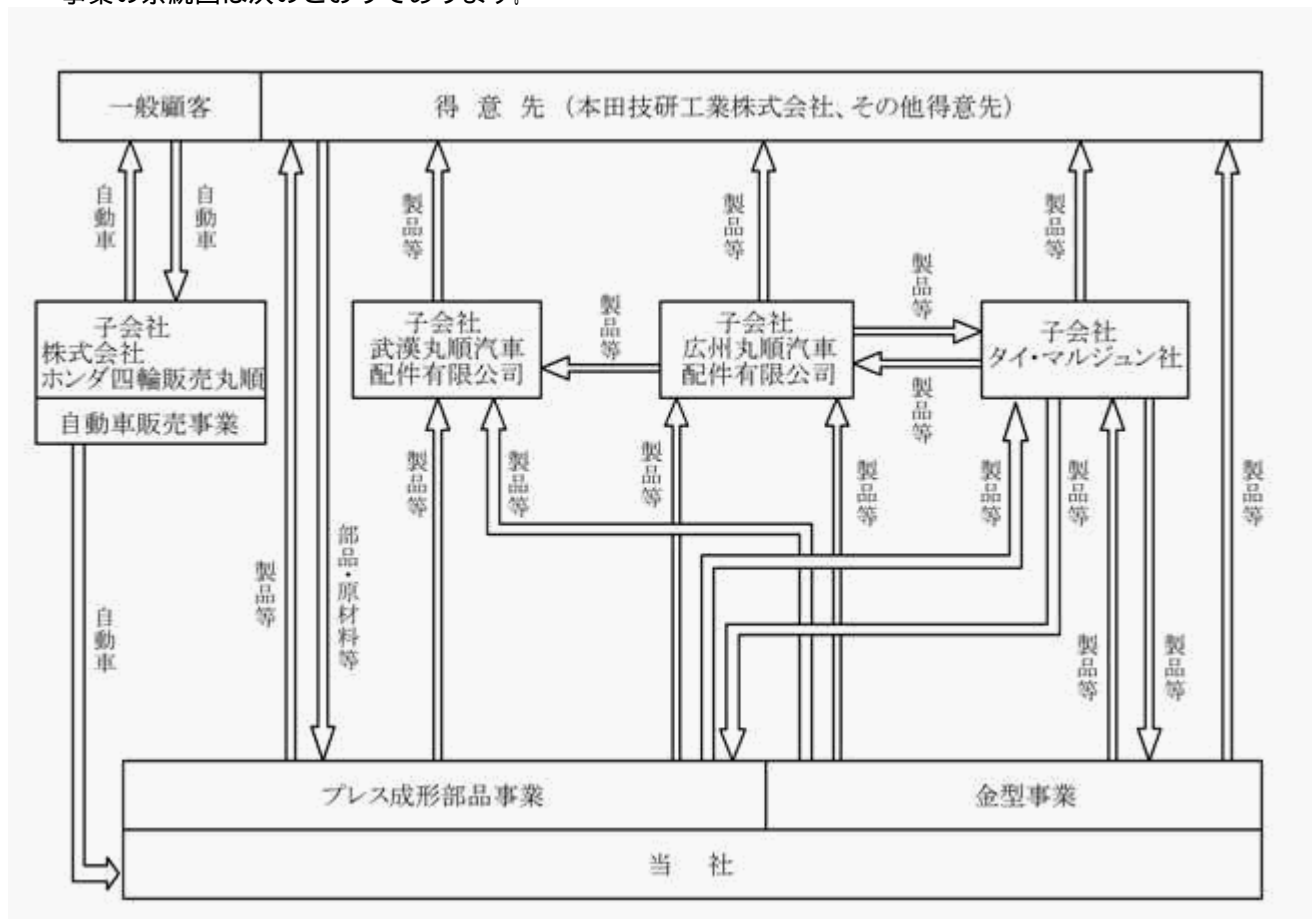 事業の系統図は次のとおりであります。
一般顧客
得意先（本田技研工業株式会社、その他得意先）
自動車
自動車
製品等
製品等
製品等
製品等
製品等
製品等
子会社
株式会社
ホンダ四輪販売丸順
自動車販売事業
子会社
武漢丸順汽車
配件有限公司
子会社
広州丸順汽車
配件有限公司
子会社
タイ・マルジュン社
製品等
製品等
製品等
製品等
製品等
製品等
製品等
製品等
製品等
部品・原材料等
自動車
製品等
製品等
プレス成形部品事業
金型事業
当社